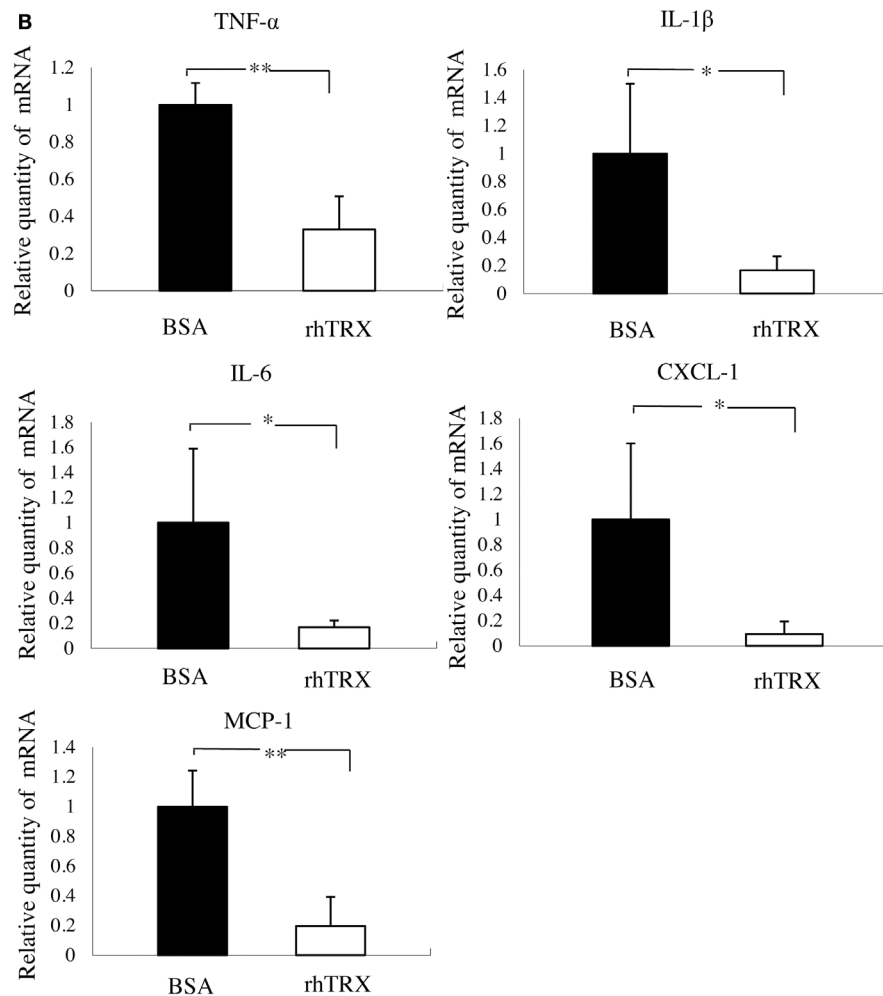 B
TNF-α
Relative quantity of mRNA
1.2
1
0.8
0.6
0.4
0.2
0
**
BSA
rhTRX
IL-1β
Relative quantity of mRNA
1.6
1.4
1.2
1
0.8
0.6
0.4
0.2
0
*
BSA
rhTRX
IL-6
Relative quantity of mRNA
1.8
1.6
1.4
1.2
1
0.8
0.6
0.4
0.2
0
*
BSA
rhTRX
CXCL-1
Relative quantity of mRNA
1.8
1.6
1.4
1.2
1
0.8
0.6
0.4
0.2
0
*
BSA
rhTRX
MCP-1
Relative quantity of mRNA
1.4
1.2
1
0.8
0.6
0.4
0.2
0
**
BSA
rhTRX